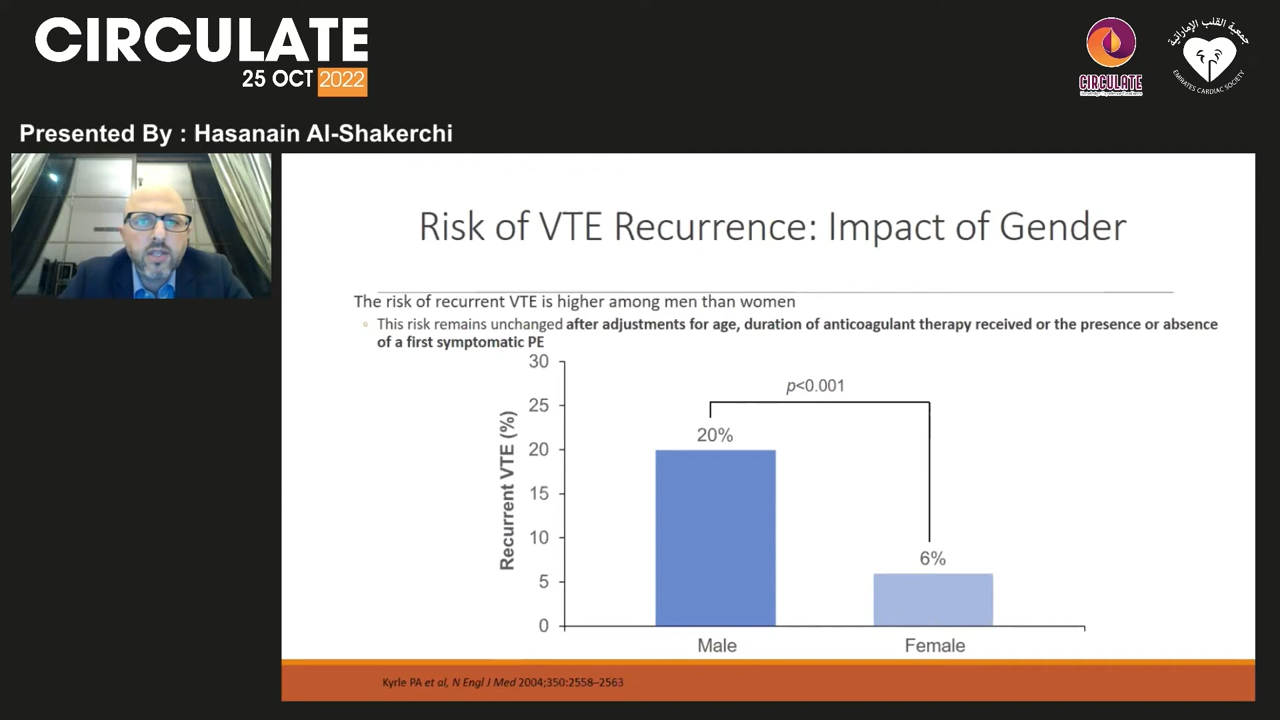 CIRCULATE
25 OCT 2022
CIRCULATE
جمعية القلب الإماراتية
EMIRATES CARDIAC SOCIETY
Presented By : Hasanain Al-Shakerchi
Risk of VTE Recurrence: Impact of Gender
The risk of recurrent VTE is higher among men than women
This risk remains unchanged after adjustments for age, duration of anticoagulant therapy received or the presence or absence
of a first symptomatic PE
Recurrent VTE (%)
30
25
20
15
10
5
0
p<0.001
20%
6%
Male
Female
Kyrle PA et al, N Engl J Med 2004;350:2558–2563